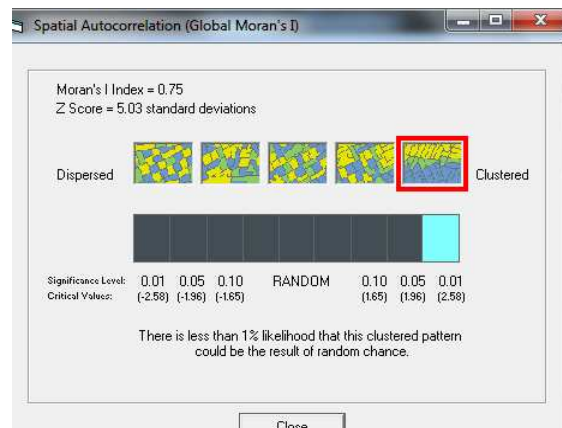 Spatial Autocorrelation (Global Moran's I)
Moran's I Index = 0.75
Z Score = 5.03 standard deviations
Dispersed Clustered
Significance Level: 0.01 0.05 0.10 RANDOM 0.10 0.05 0.01
Critical Values: (-2.58) (-1.96) (-1.65) (1.65) (1.96) (2.58)
There is less than 1% likelihood that this clustered pattern
could be the result of random chance.
Close